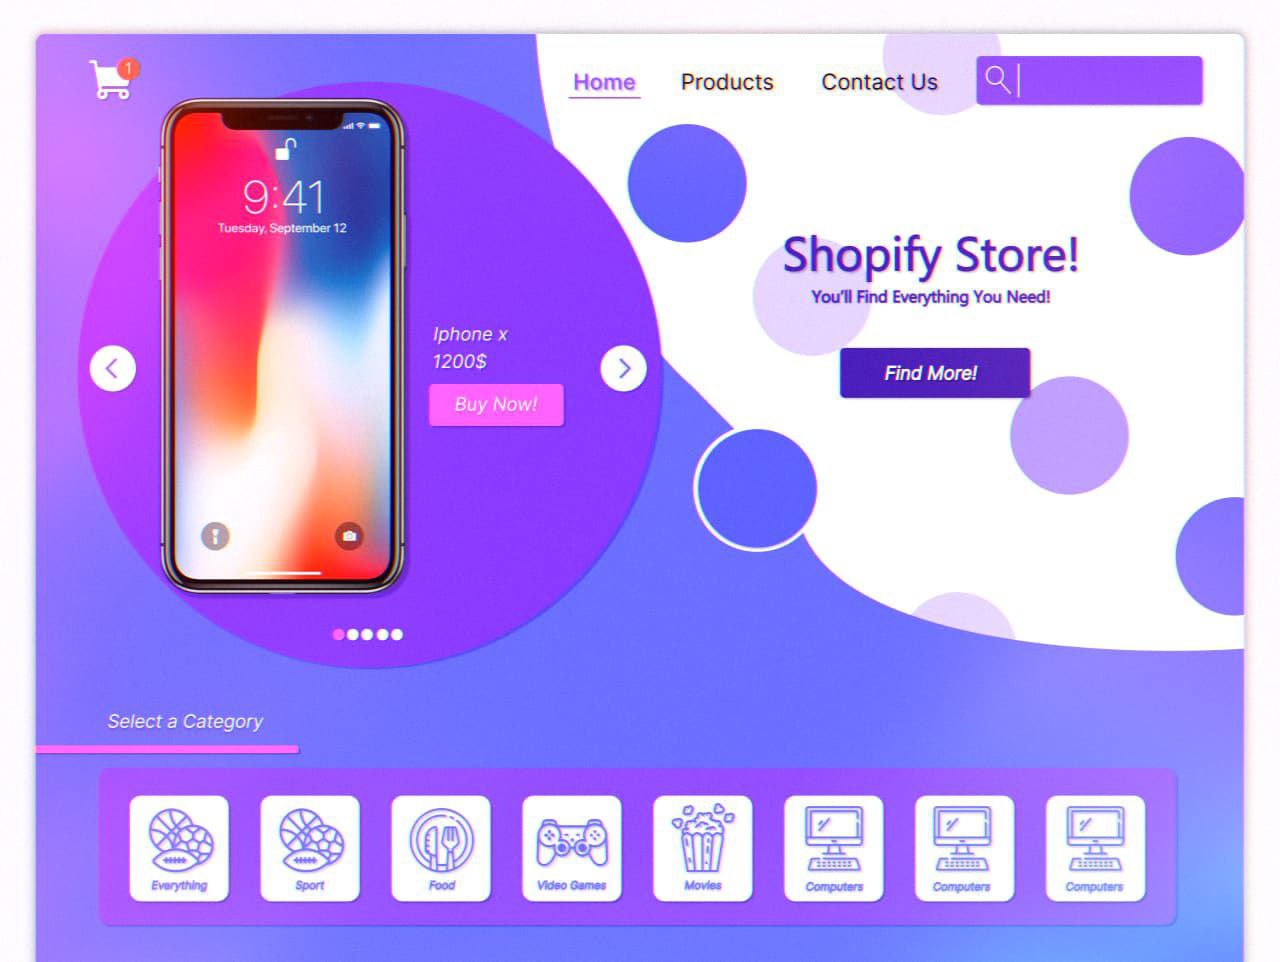 1
Home
Products
Contact Us
9:41
Tuesday, September 12
Shopify Store!
You'll Find Everything You Need!
Find More!
Iphone x
1200$
Buy Now!
Select a Category
Everything
Sport
Food
Video Games
Movies
Computers
Computers
Computers